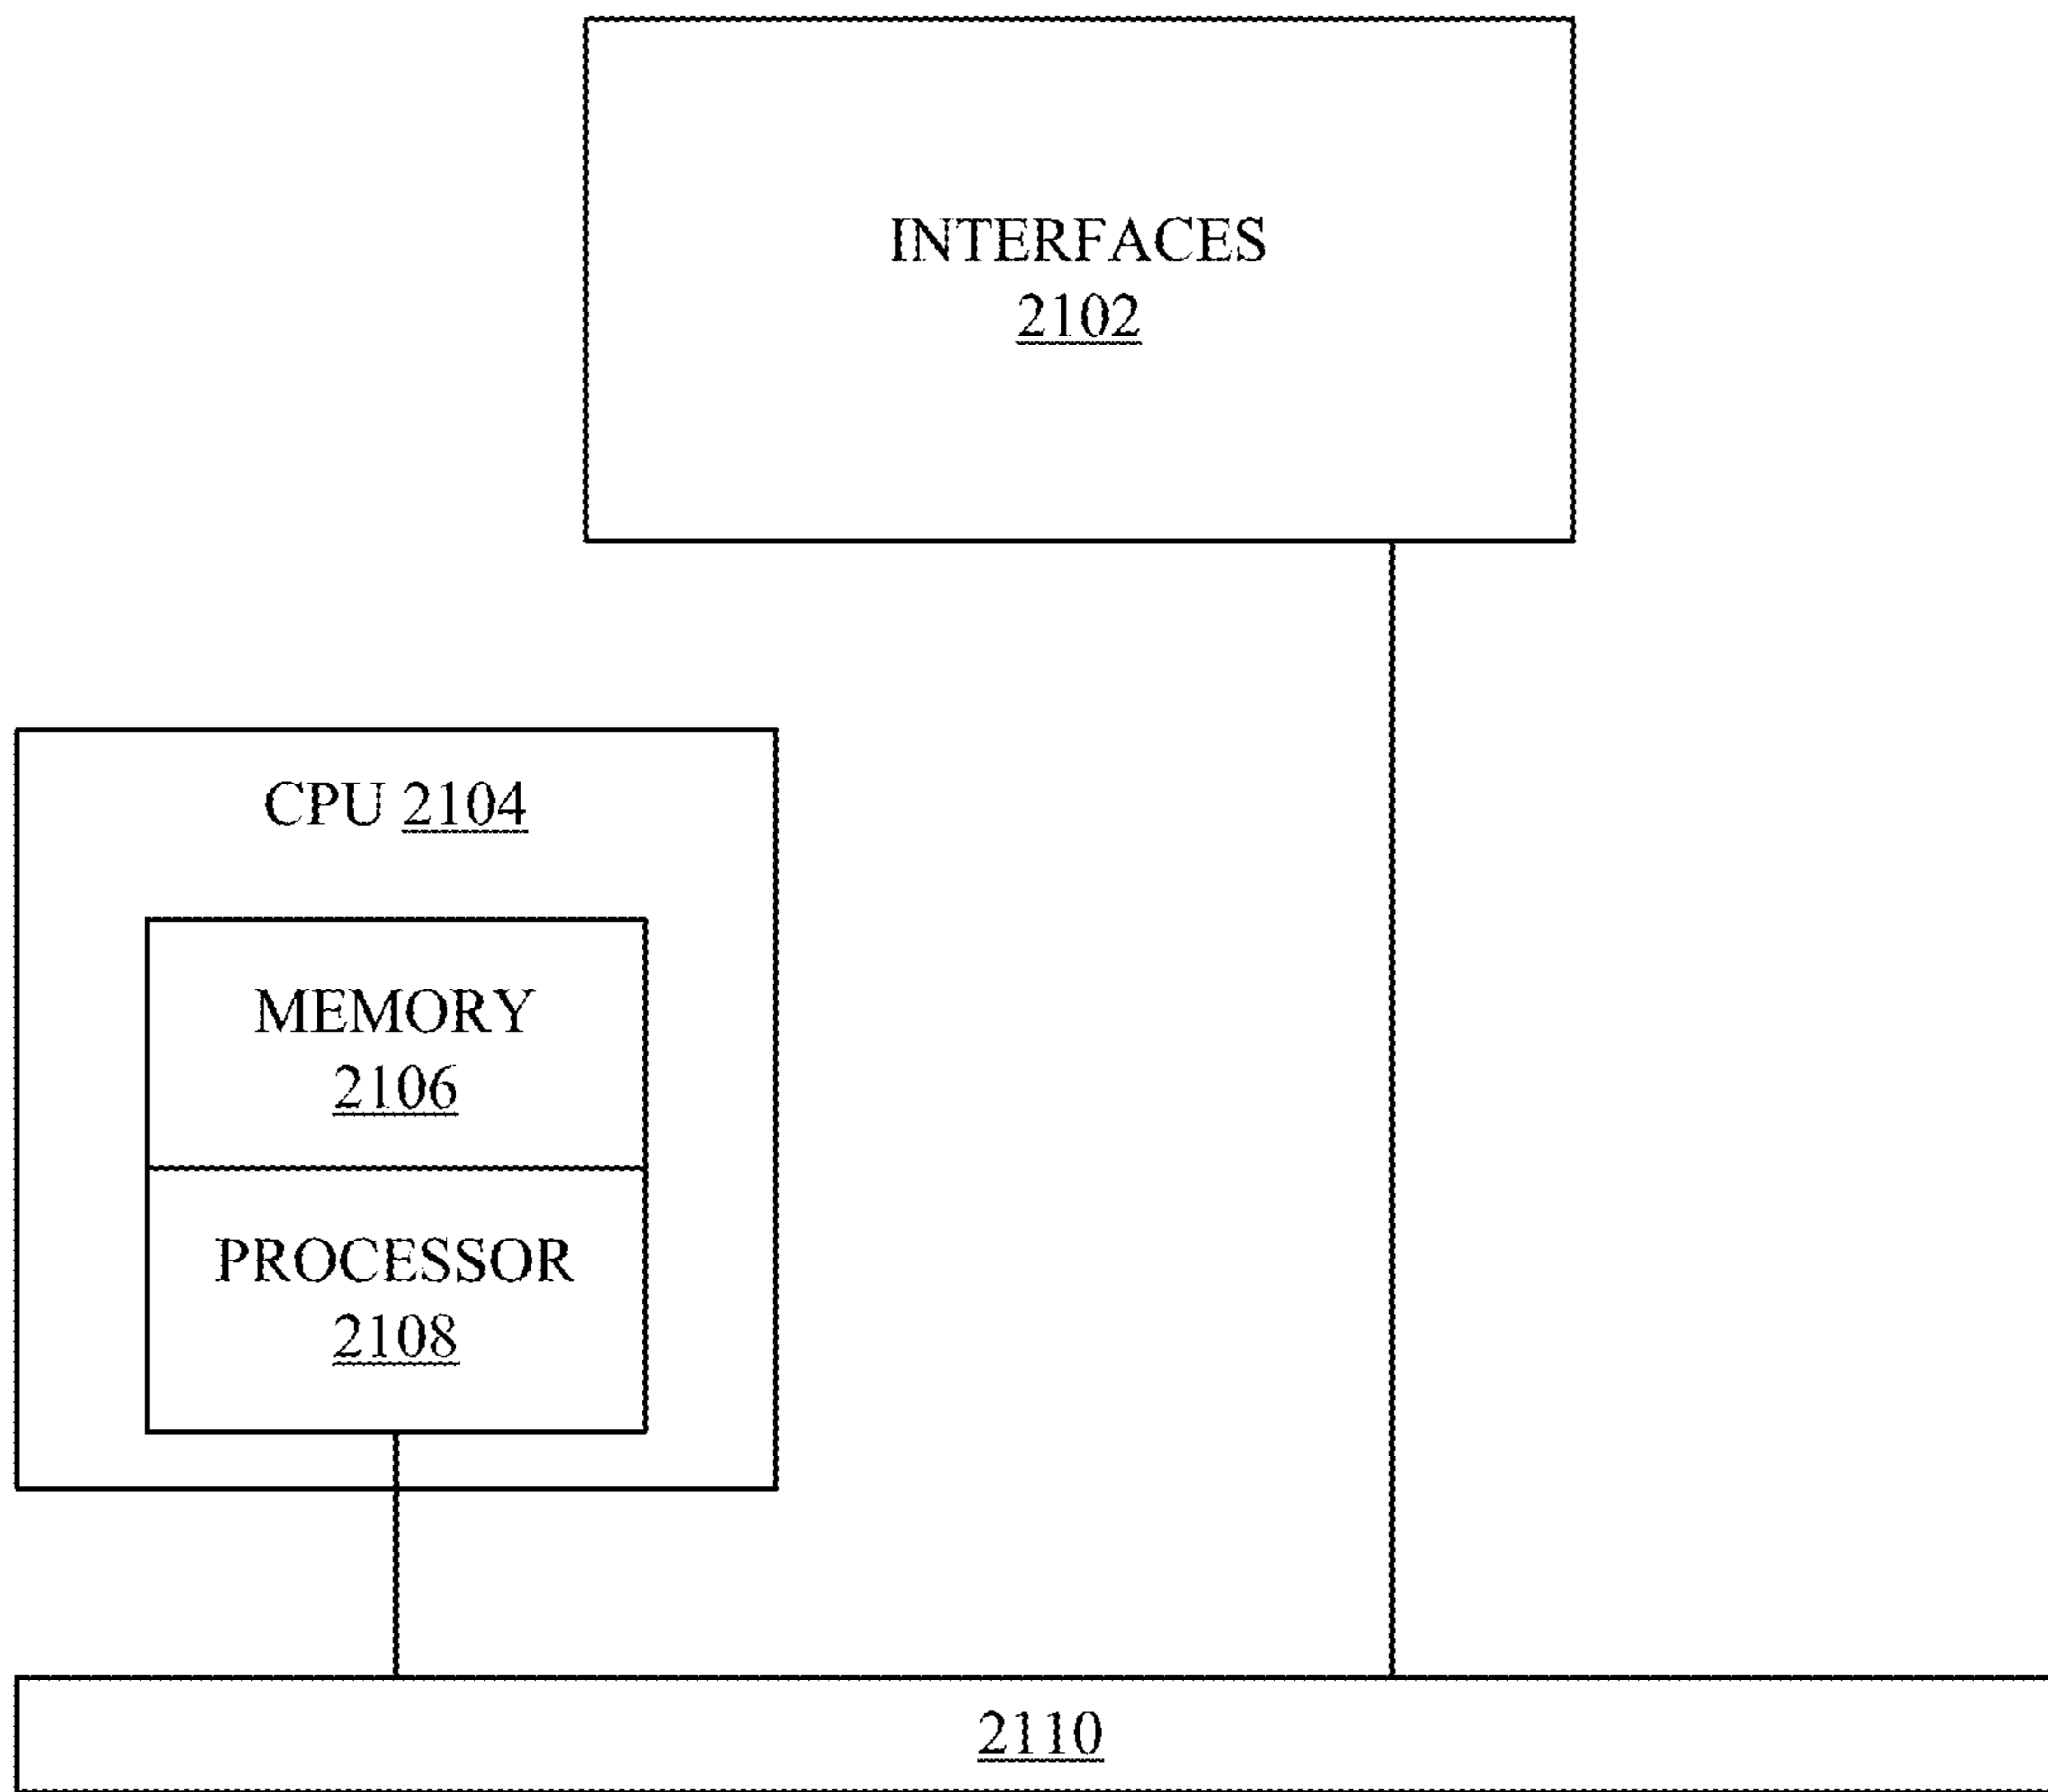 INTERFACES
2102
CPU 2104
MEMORY
2106
PROCESSOR
2108
2110